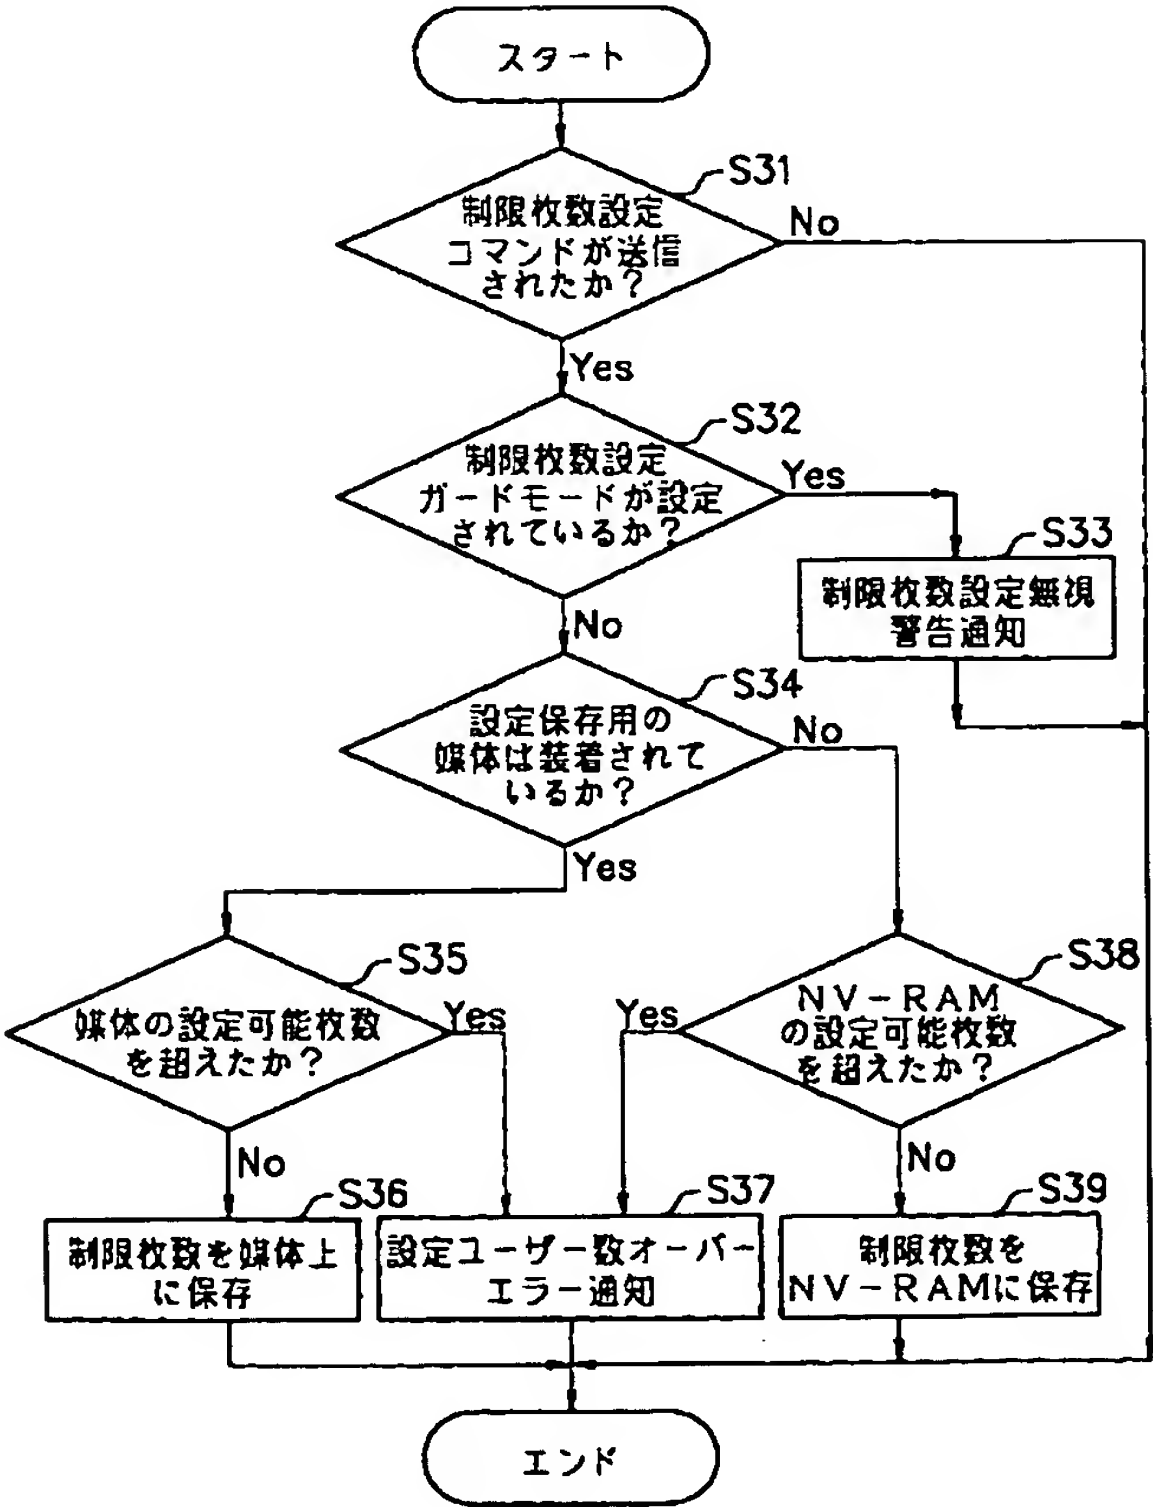 スタート
S31
制限枚数設定
コマンドが送信
されたか？
No
Yes
S32
制限枚数設定
ガードモードが設定
されているか？
Yes
S33
制限枚数設定無視
警告通知
No
S34
設定保存用の
媒体は装着されて
いるか？
No
Yes
S35
媒体の設定可能枚数
を超えたか？
Yes
S38
NV－RAM
の設定可能枚数
を超えたか？
Yes
No
No
S36
制限枚数を媒体上
に保存
S37
設定ユーザー数オーバー
エラー通知
S39
制限枚数を
NV－RAMに保存
エンド